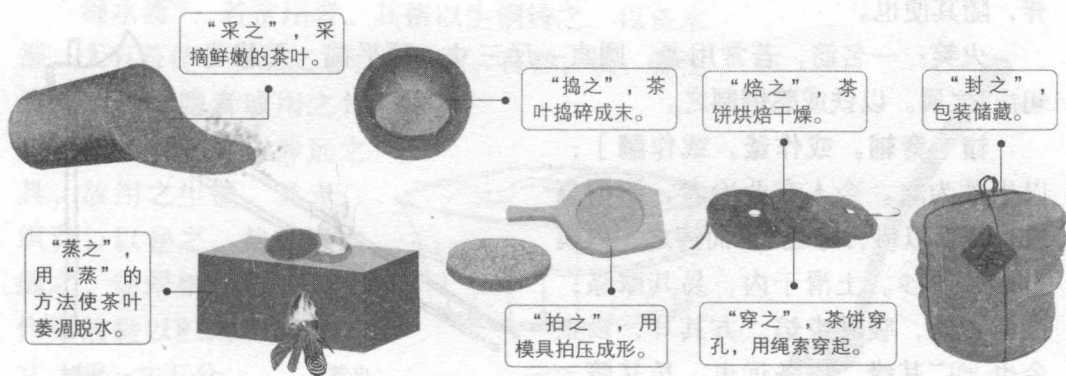 “采之”，采
摘鲜嫩的茶叶。
“蒸之”，
用“蒸”的
方法使茶叶
萎凋脱水。
“捣之”，茶
叶捣碎成末。
“拍之”，用
模具拍压成形。
“焙之”，茶
饼烘焙干燥。
“穿之”，茶饼穿
孔，用绳索穿起。
“封之”，
包装储藏。
茶